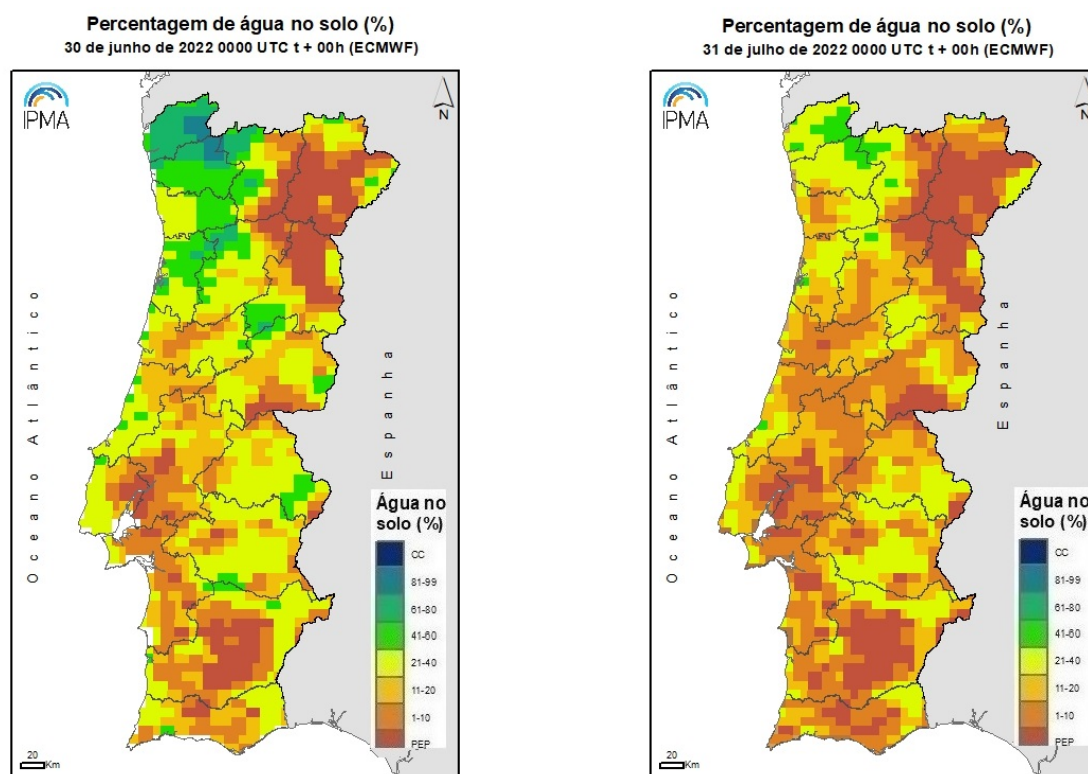 Percentagem de água no solo (%)
30 de junho de 2022 0000 UTC t + 00h (ECMWF)
IPMA
N
Oceano Atlântico
Espanha
Água no
solo (%)
CC
81-99
61-80
41-60
21-40
11-20
1-10
PEP
20
Km
Percentagem de água no solo (%)
31 de julho de 2022 0000 UTC t + 00h (ECMWF)
IPMA
N
Oceano Atlântico
Espanha
Água no
solo (%)
CC
81-99
61-80
41-60
21-40
11-20
1-10
PEP
20
Km